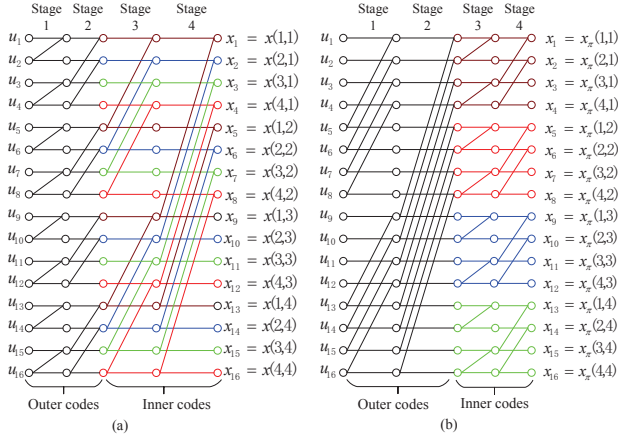 Stage 1 Stage 2 Stage 3 Stage 4
u1 x1 = x(1,1)
u2 x2 = x(2,1)
u3 x3 = x(3,1)
u4 x4 = x(4,1)
u5 x5 = x(1,2)
u6 x6 = x(2,2)
u7 x7 = x(3,2)
u8 x8 = x(4,2)
u9 x9 = x(1,3)
u10 x10 = x(2,3)
u11 x11 = x(3,3)
u12 x12 = x(4,3)
u13 x13 = x(1,4)
u14 x14 = x(2,4)
u15 x15 = x(3,4)
u16 x16 = x(4,4)
Outer codes Inner codes
(a)
Stage 1 Stage 2 Stage 3 Stage 4
u1 x1 = xπ(1,1)
u2 x2 = xπ(2,1)
u3 x3 = xπ(3,1)
u4 x4 = xπ(4,1)
u5 x5 = xπ(1,2)
u6 x6 = xπ(2,2)
u7 x7 = xπ(3,2)
u8 x8 = xπ(4,2)
u9 x9 = xπ(1,3)
u10 x10 = xπ(2,3)
u11 x11 = xπ(3,3)
u12 x12 = xπ(4,3)
u13 x13 = xπ(1,4)
u14 x14 = xπ(2,4)
u15 x15 = xπ(3,4)
u16 x16 = xπ(4,4)
Outer codes Inner codes
(b)